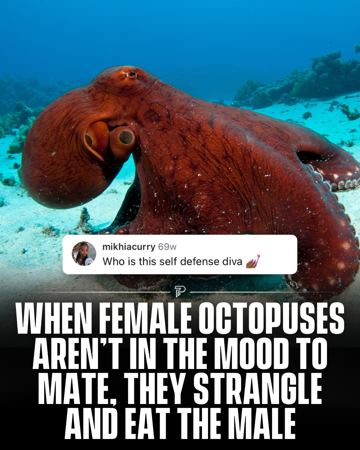 mikhiacurry 69w
Who is this self defense diva 💅🏾
WHEN FEMALE OCTOPUSES
AREN'T IN THE MOOD TO
MATE, THEY STRANGLE
AND EAT THE MALE